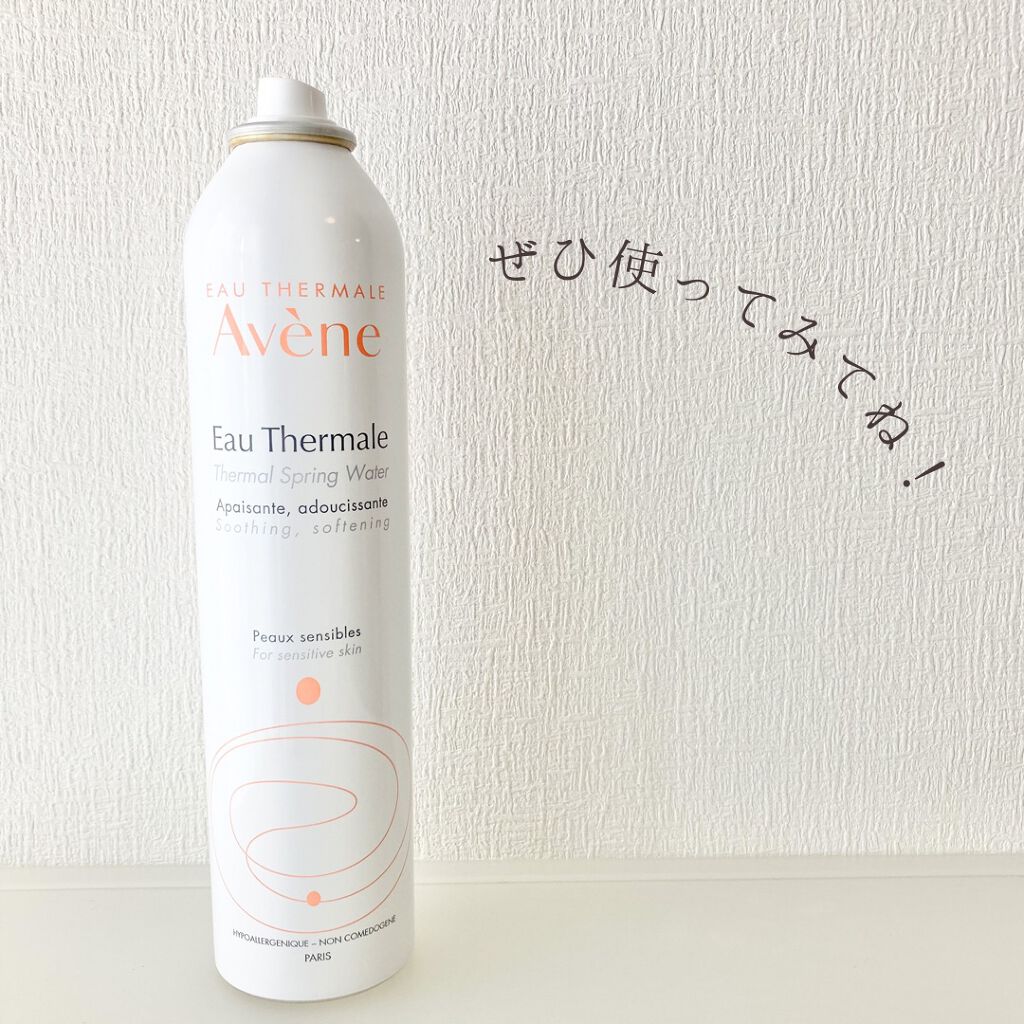 EAU THERMALE
Avène
Eau Thermale
Thermal Spring Water
Apaisante, adoucissante
Soothing, softening
Peaux sensibles
For sensitive skin
HYPOALLERGENIQUE – NON COMEDOGENE
PARIS
ぜひ使ってみてね!